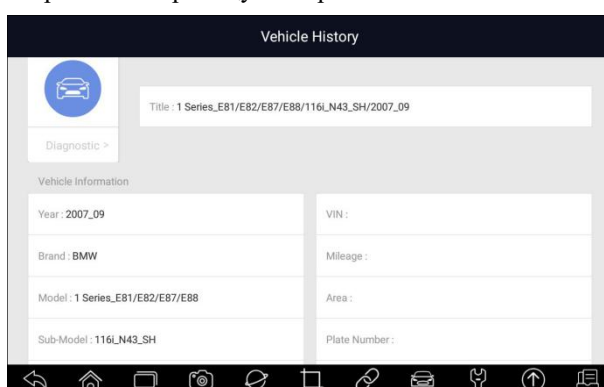 Vehicle History
Title : 1 Series_E81/E82/E87/E88/116i_N43_SH/2007_09
Diagnostic >
Vehicle Information
Year : 2007_09
VIN :
Brand : BMW
Mileage :
Model : 1 Series_E81/E82/E87/E88
Area :
Sub-Model : 116i_N43_SH
Plate Number :